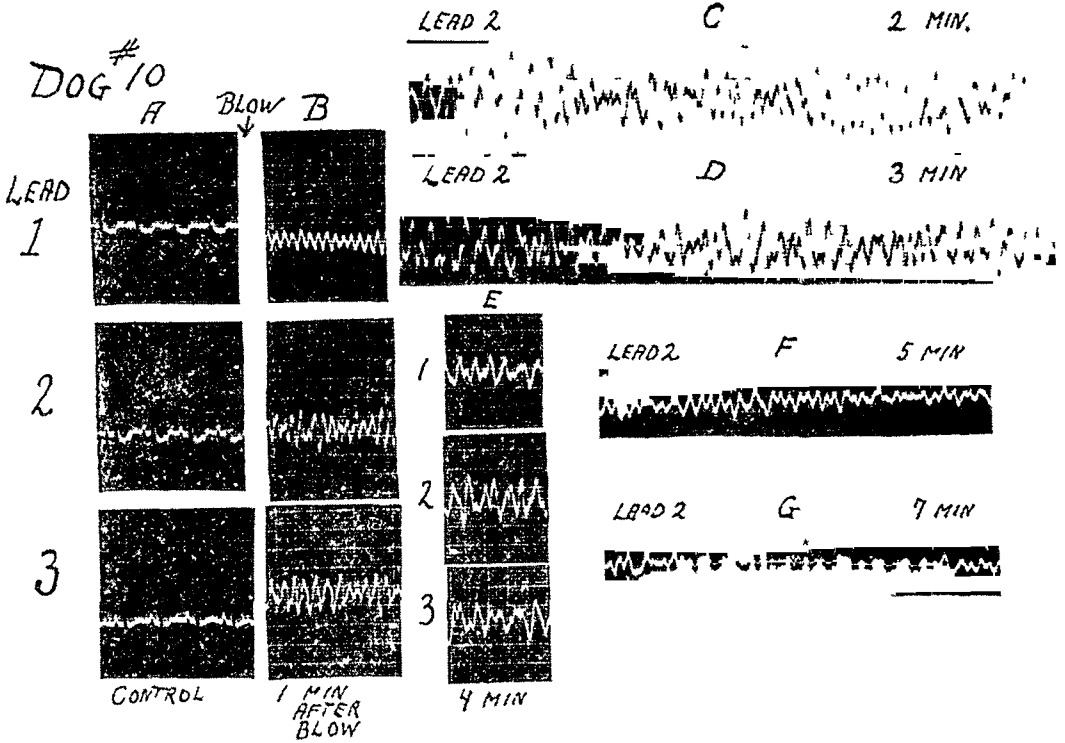 DOG #10
A
BLOW
B
LEAD
1
2
3
CONTROL
1 MIN
AFTER
BLOW
LEAD 2 C 2 MIN.
LEAD 2 D 3 MIN
E
1
2
3
4 MIN
LEAD 2 F 5 MIN
LEAD 2 G 7 MIN